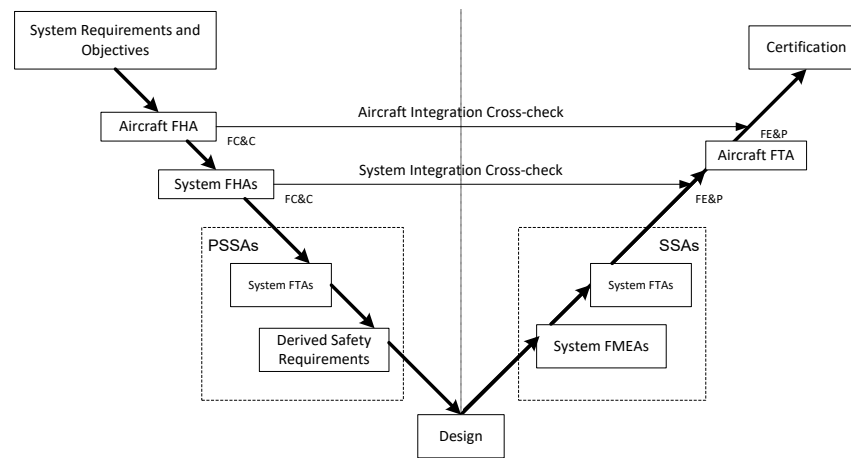 System Requirements and
Objectives
Certification
Aircraft Integration Cross-check
Aircraft FHA
FC&C
FE&P
Aircraft FTA
System Integration Cross-check
System FHAs
FC&C
FE&P
PSSAs
SSAs
System FTAs
System FTAs
Derived Safety
Requirements
System FMEAs
Design